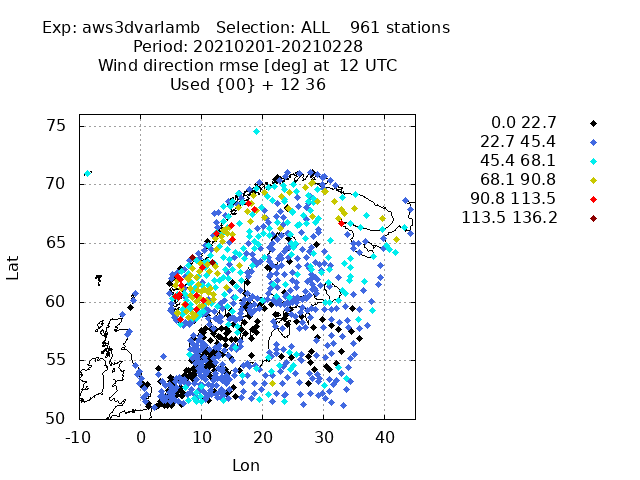 Exp: aws3dvarlamb   Selection: ALL    961 stations
Period: 20210201-20210228
Wind direction rmse [deg] at  12 UTC
Used {00} + 12 36
0.0 22.7
22.7 45.4
45.4 68.1
68.1 90.8
90.8 113.5
113.5 136.2
75
70
65
60
55
50
Lat
-10 0 10 20 30 40
Lon